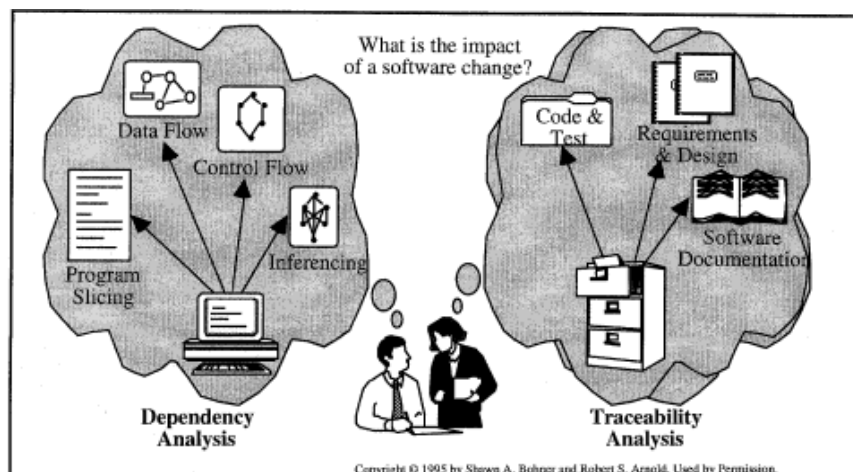 What is the impact
of a software change?
Data Flow
Control Flow
Program
Slicing
Inferencing
Code &
Test
Requirements
& Design
Software
Documentation
Dependency
Analysis
Traceability
Analysis
Copyright © 1995 by Shawn A. Bohner and Robert S. Arnold. Used by Permission.